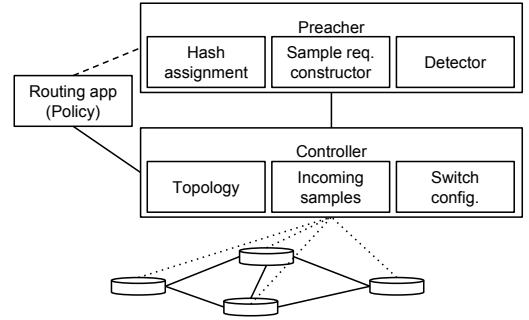 Preacher
Hash
assignment
Sample req.
constructor
Detector
Routing app
(Policy)
Controller
Topology
Incoming
samples
Switch
config.